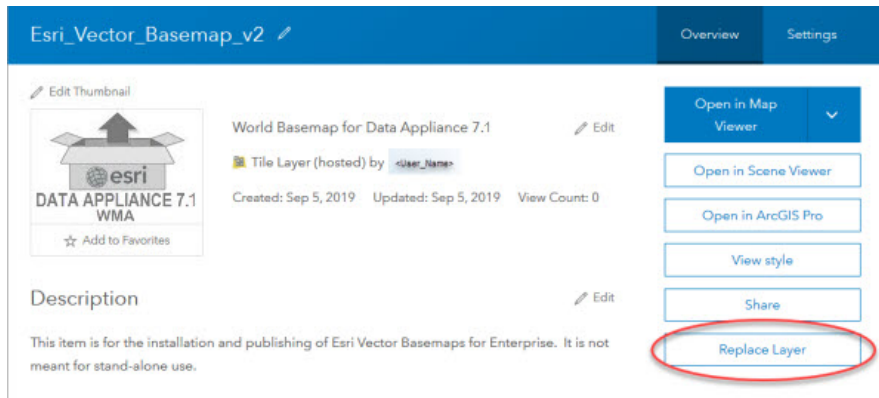 Esri_Vector_Basemap_v2
Overview
Settings
Edit Thumbnail
esri
DATA APPLIANCE 7.1
WMA
Add to Favorites
World Basemap for Data Appliance 7.1
Edit
Tile Layer (hosted) by <User_Name>
Created: Sep 5, 2019 Updated: Sep 5, 2019 View Count: 0
Description
Edit
This item is for the installation and publishing of Esri Vector Basemaps for Enterprise. It is not
meant for stand-alone use.
Open in Map
Viewer
Open in Scene Viewer
Open in ArcGIS Pro
View style
Share
Replace Layer